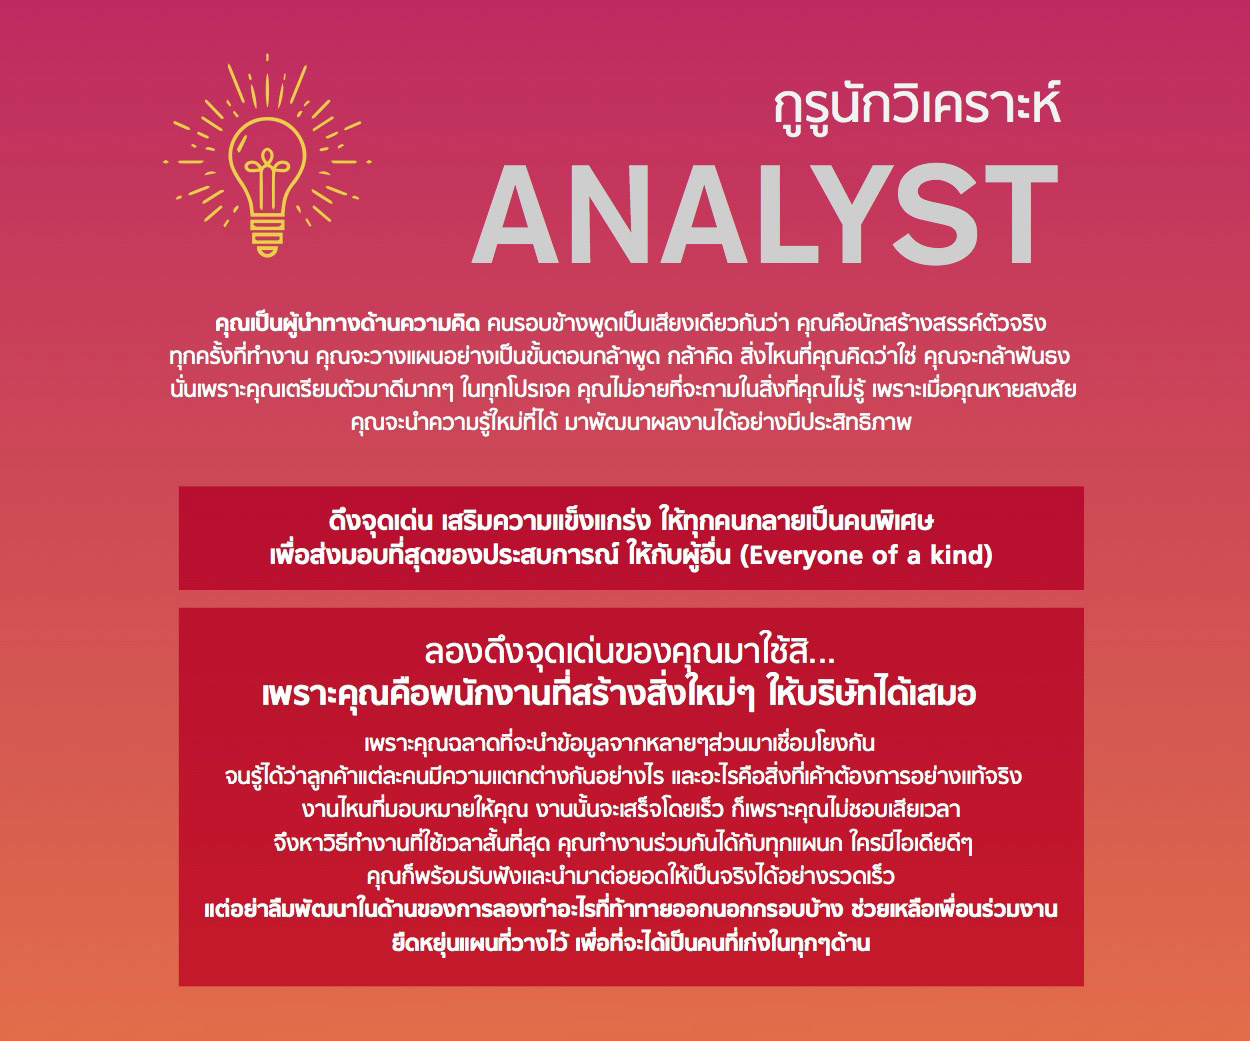 กูรูนักวิเคราะห์
ANALYST
คุณเป็นผู้นำทางด้านความคิด คนรอบข้างพูดเป็นเสียงเดียวกันว่า คุณคือนักสร้างสรรค์ตัวจริง
ทุกครั้งที่ทำงาน คุณจะวางแผนอย่างเป็นขั้นตอนกล้าพูด กล้าคิด สิ่งไหนที่คุณคิดว่าใช่ คุณจะกล้าฟันธง
นั่นเพราะคุณเตรียมตัวมาดีมากๆ ในทุกโปรเจค คุณไม่อายที่จะถามในสิ่งที่คุณไม่รู้ เพราะเมื่อคุณหายสงสัย
คุณจะนำความรู้ใหม่ที่ได้ มาพัฒนาผลงานได้อย่างมีประสิทธิภาพ
ดึงจุดเด่น เสริมความแข็งแกร่ง ให้ทุกคนกลายเป็นคนพิเศษ
เพื่อส่งมอบที่สุดของประสบการณ์ ให้กับผู้อื่น (Everyone of a kind)
ลองดึงจุดเด่นของคุณมาใช้สิ...
เพราะคุณคือพนักงานที่สร้างสิ่งใหม่ๆ ให้บริษัทได้เสมอ
เพราะคุณฉลาดที่จะนำข้อมูลจากหลายๆส่วนมาเชื่อมโยงกัน
จนรู้ได้ว่าลูกค้าแต่ละคนมีความแตกต่างกันอย่างไร และอะไรคือสิ่งที่เค้าต้องการอย่างแท้จริง
งานไหนที่มอบหมายให้คุณ งานนั้นจะเสร็จโดยเร็ว ก็เพราะคุณไม่ชอบเสียเวลา
จึงหาวิธีทำงานที่ใช้เวลาสั้นที่สุด คุณทำงานร่วมกันได้กับทุกแผนก ใครมีไอเดียดีๆ
คุณก็พร้อมรับฟังและนำมาต่อยอดให้เป็นจริงได้อย่างรวดเร็ว
แต่อย่าลืมพัฒนาในด้านของการลองทำอะไรที่ท้าทายออกนอกกรอบบ้าง ช่วยเหลือเพื่อนร่วมงาน
ยืดหยุ่นแผนที่วางไว้ เพื่อที่จะได้เป็นคนที่เก่งในทุกๆด้าน